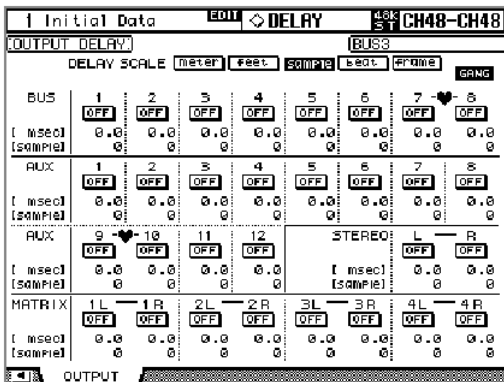 1 Initial Data EDIT DELAY 48k ST CH48-CH48
OUTPUT DELAY BUS3
DELAY SCALE meter feet sample beat frame
GANG
BUS 1 2 3 4 5 6 7 8
OFF OFF OFF OFF OFF OFF OFF OFF
[ msec] 0.0 0.0 0.0 0.0 0.0 0.0 0.0 0.0
[sample] 0 0 0 0 0 0 0 0
AUX 1 2 3 4 5 6 7 8
OFF OFF OFF OFF OFF OFF OFF OFF
[ msec] 0.0 0.0 0.0 0.0 0.0 0.0 0.0 0.0
[sample] 0 0 0 0 0 0 0 0
AUX 9 10 11 12 STEREO L R
OFF OFF OFF OFF OFF OFF
[ msec] 0.0 0.0 0.0 0.0 [ msec] 0.0 0.0
[sample] 0 0 0 0 [sample] 0 0
MATRIX 1L 1R 2L 2R 3L 3R 4L 4R
OFF OFF OFF OFF OFF OFF OFF OFF
[ msec] 0.0 0.0 0.0 0.0 0.0 0.0 0.0 0.0
[sample] 0 0 0 0 0 0 0 0
OUTPUT